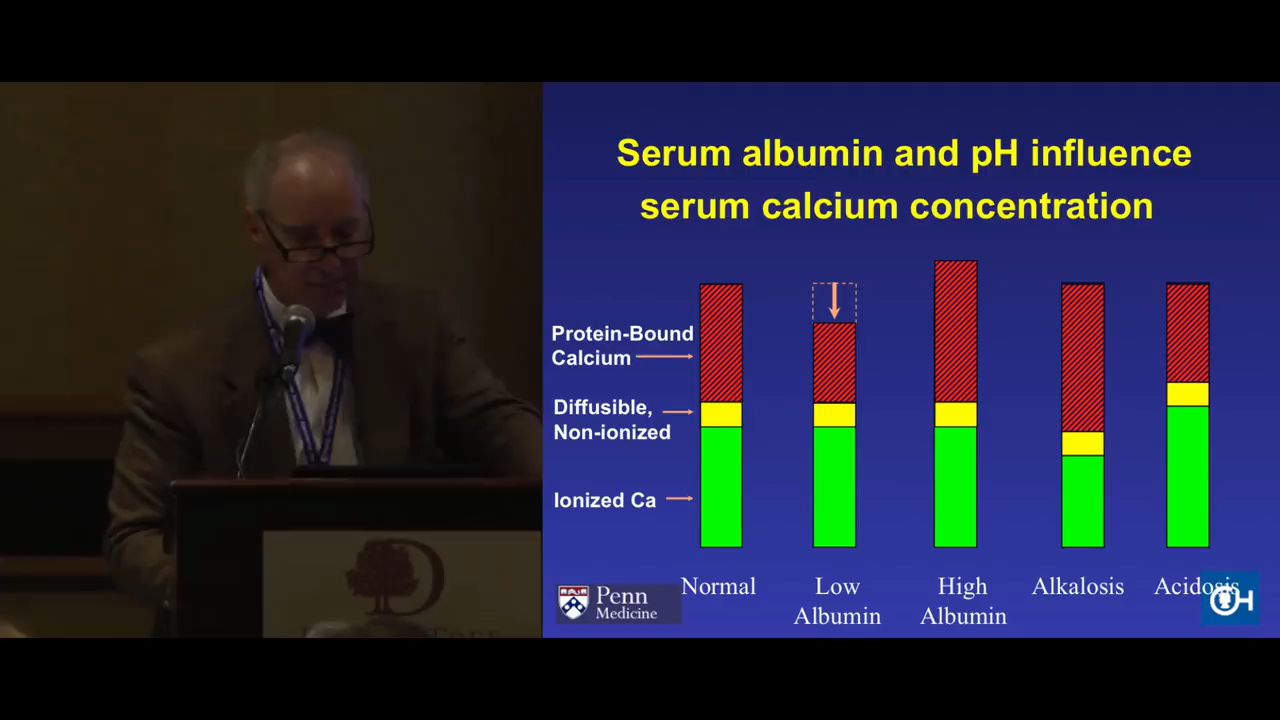 Serum albumin and pH influence
serum calcium concentration
Protein-Bound
Calcium
Diffusible,
Non-ionized
Ionized Ca
Normal
Low
Albumin
High
Albumin
Alkalosis
Acidosis
Penn
Medicine
D